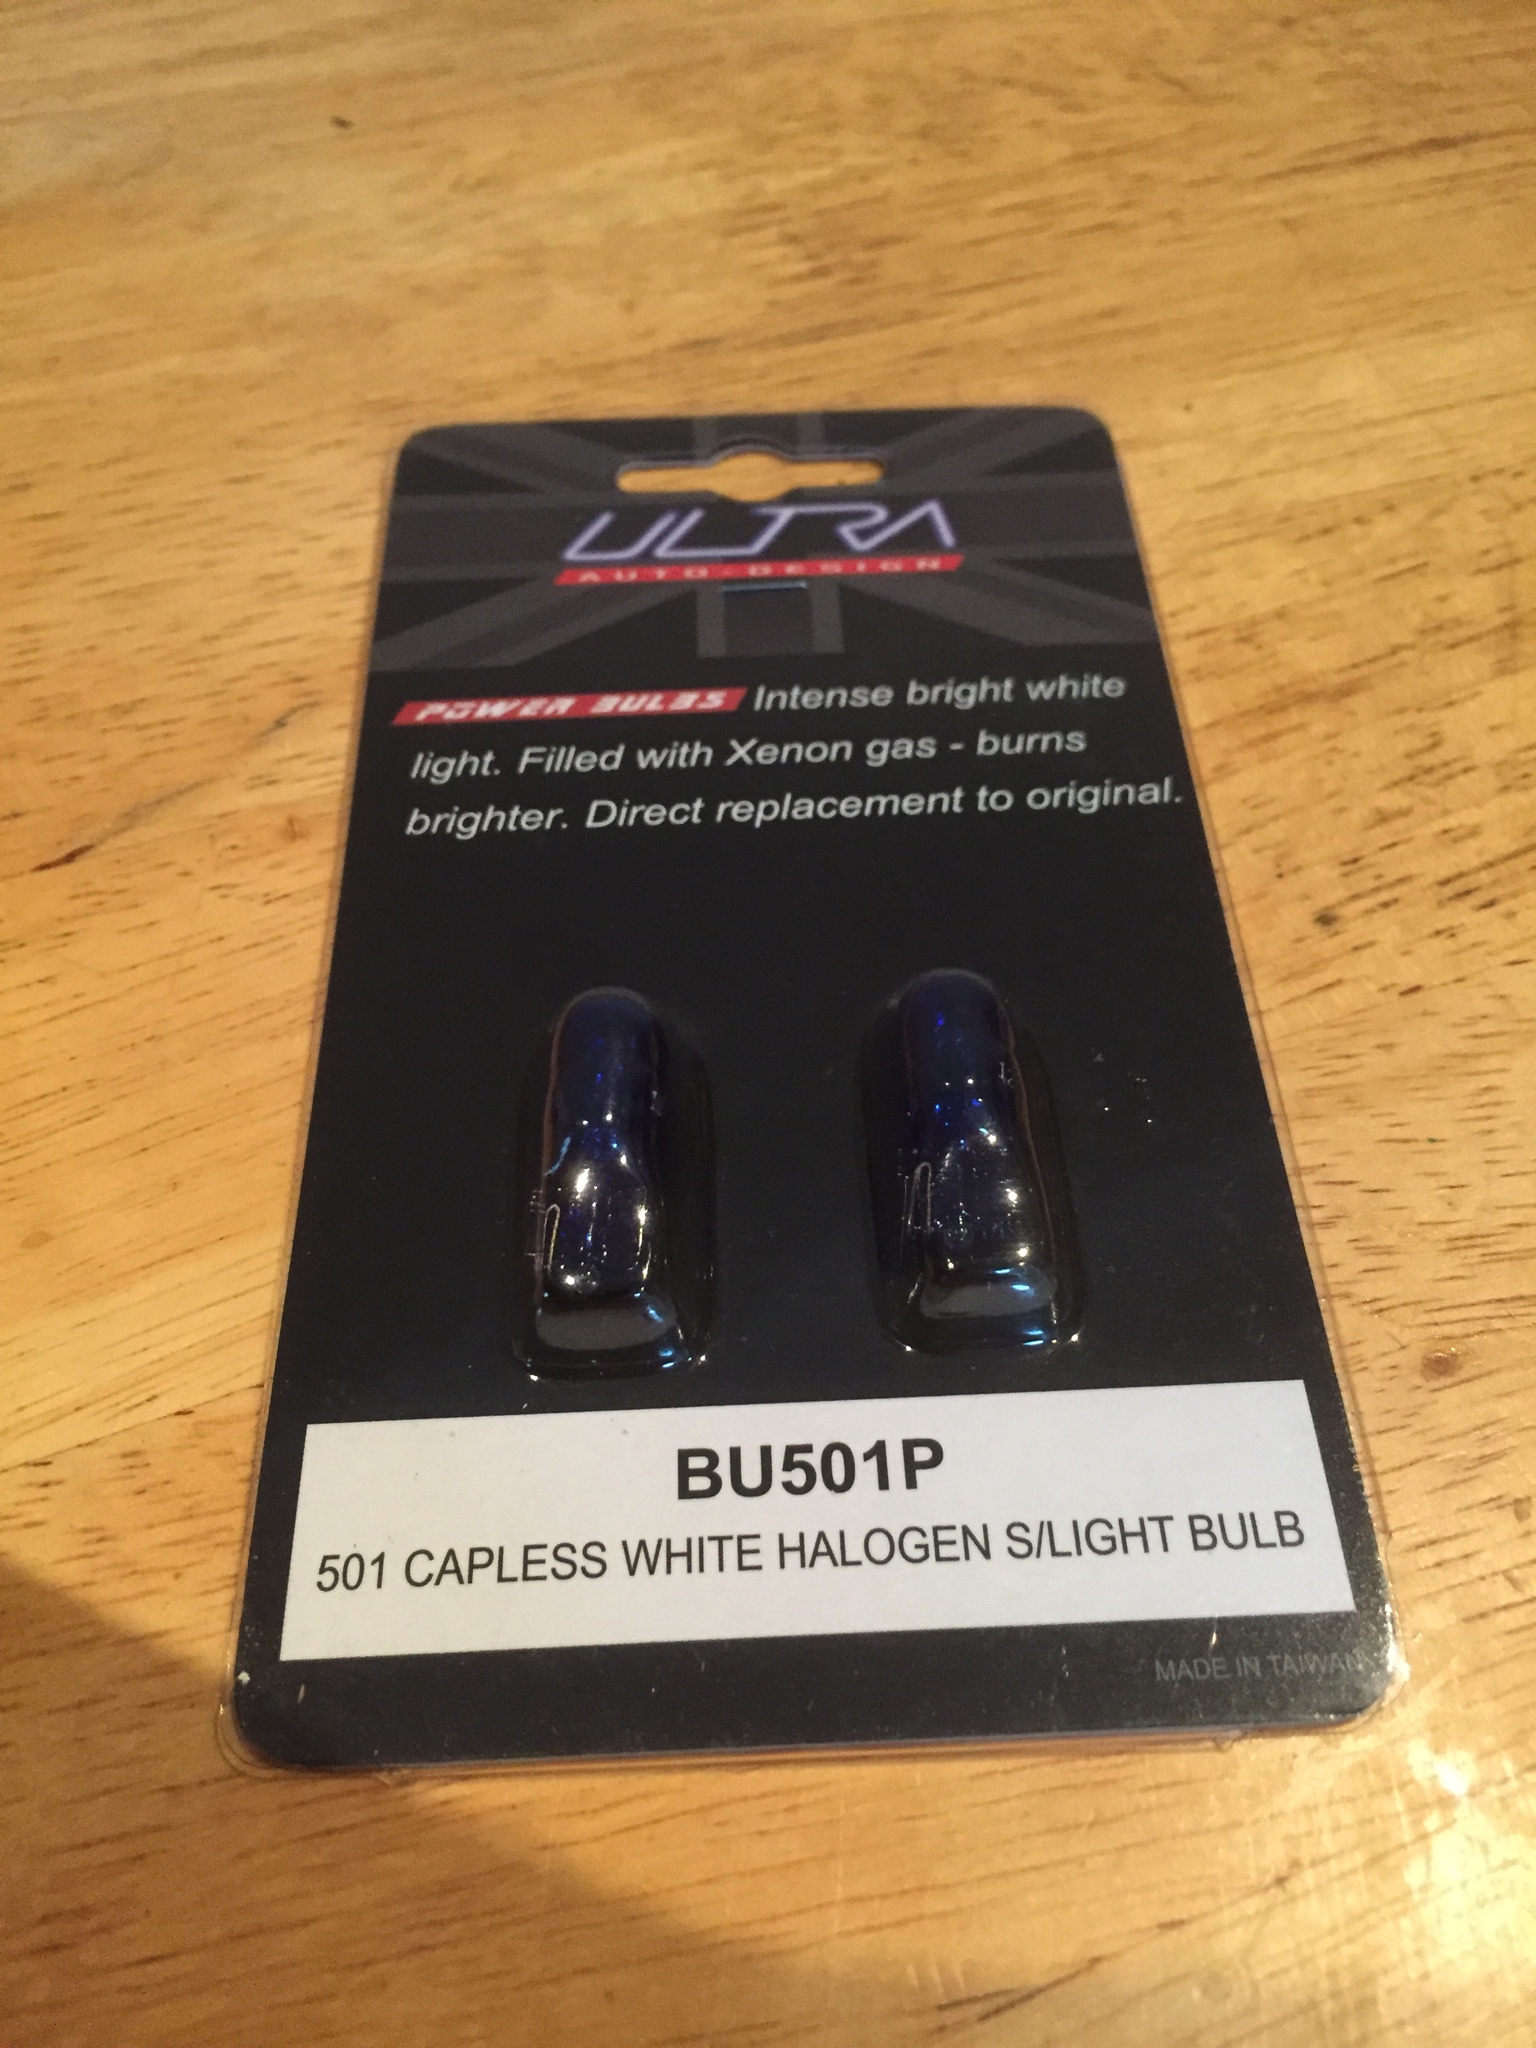 ULTRA
AUTO-DESIGN
POWER BULBS Intense bright white
light. Filled with Xenon gas - burns
brighter. Direct replacement to original.
BU501P
501 CAPLESS WHITE HALOGEN S/LIGHT BULB
MADE IN TAIWAN